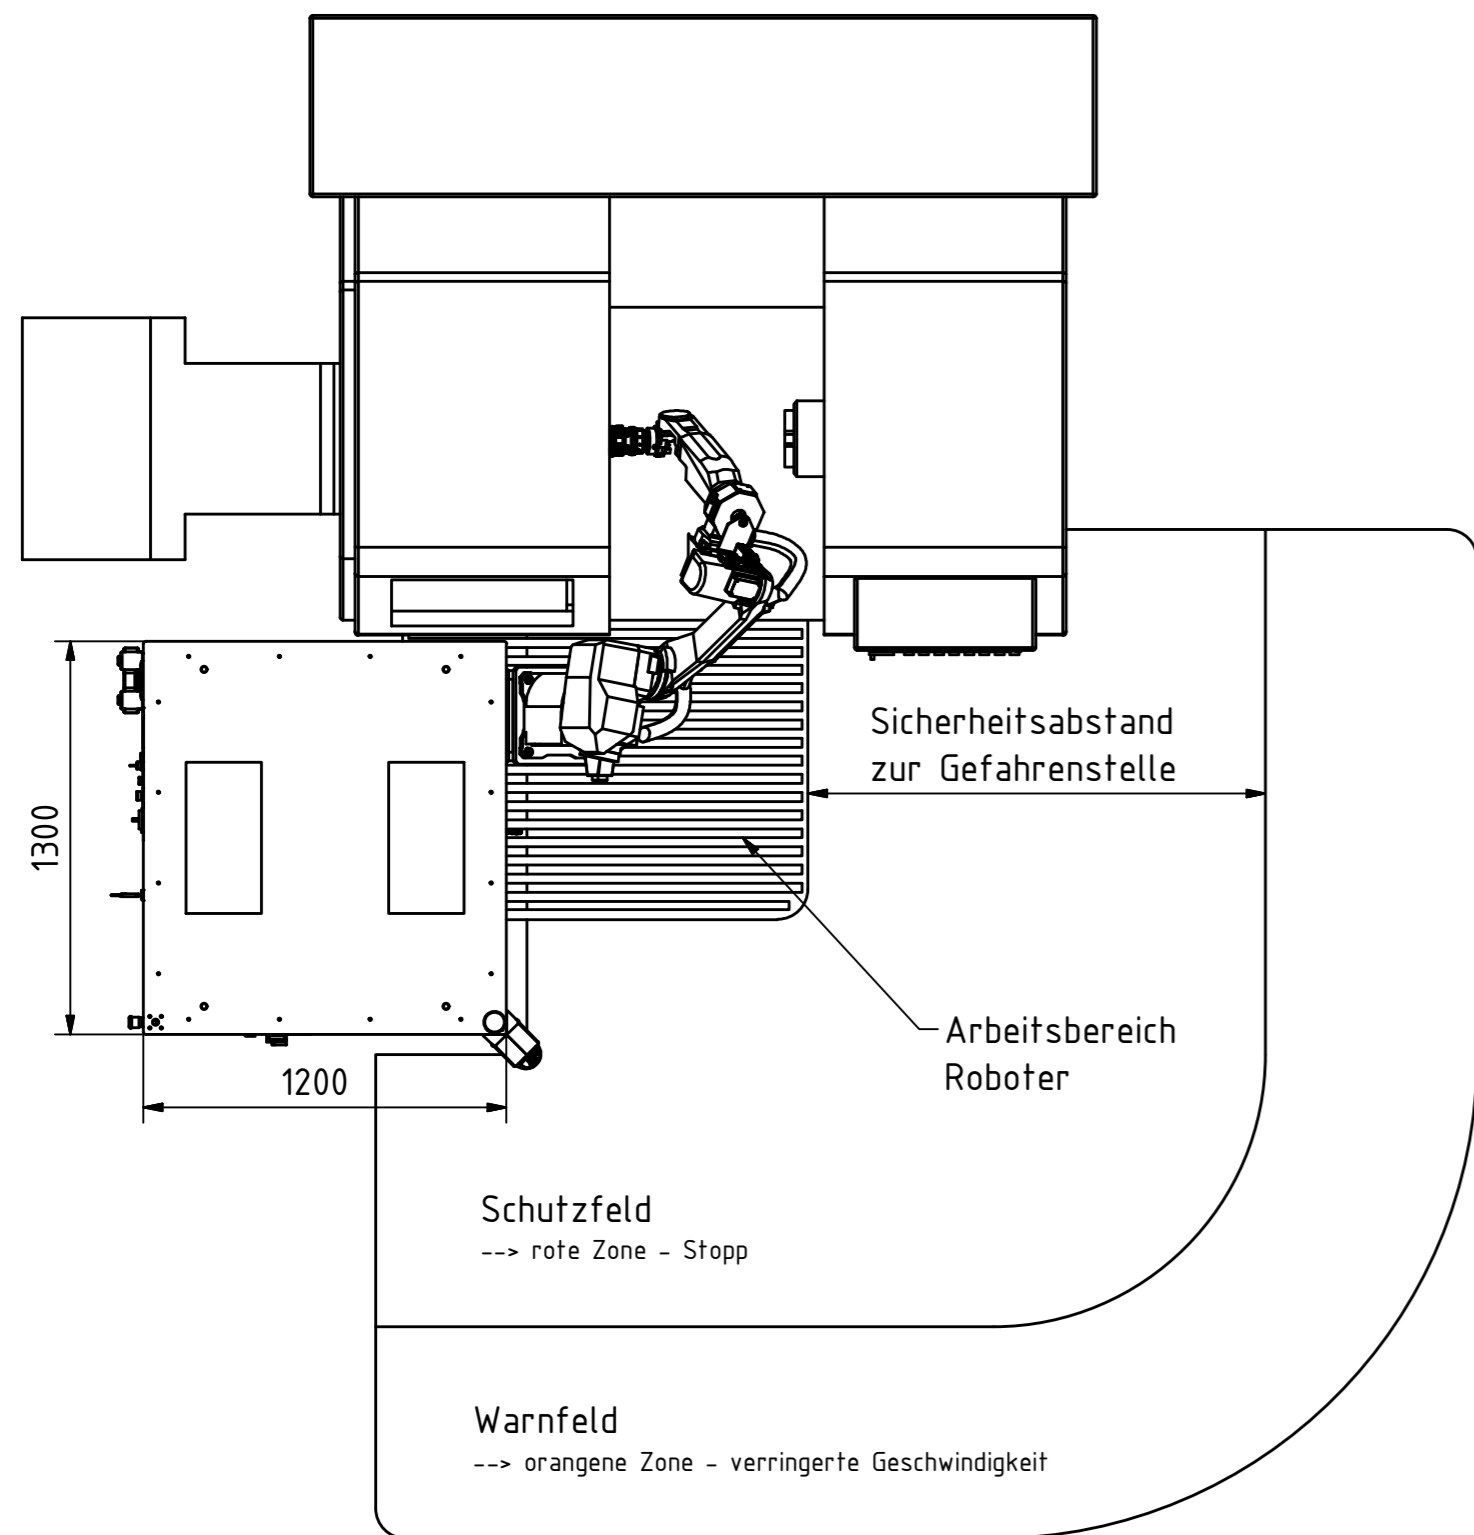 Sicherheitsabstand
zur Gefahrenstelle
1300
Arbeitsbereich
Roboter
1200
Schutzfeld
--> rote Zone - Stopp
Warnfeld
--> orangene Zone - verringerte Geschwindigkeit